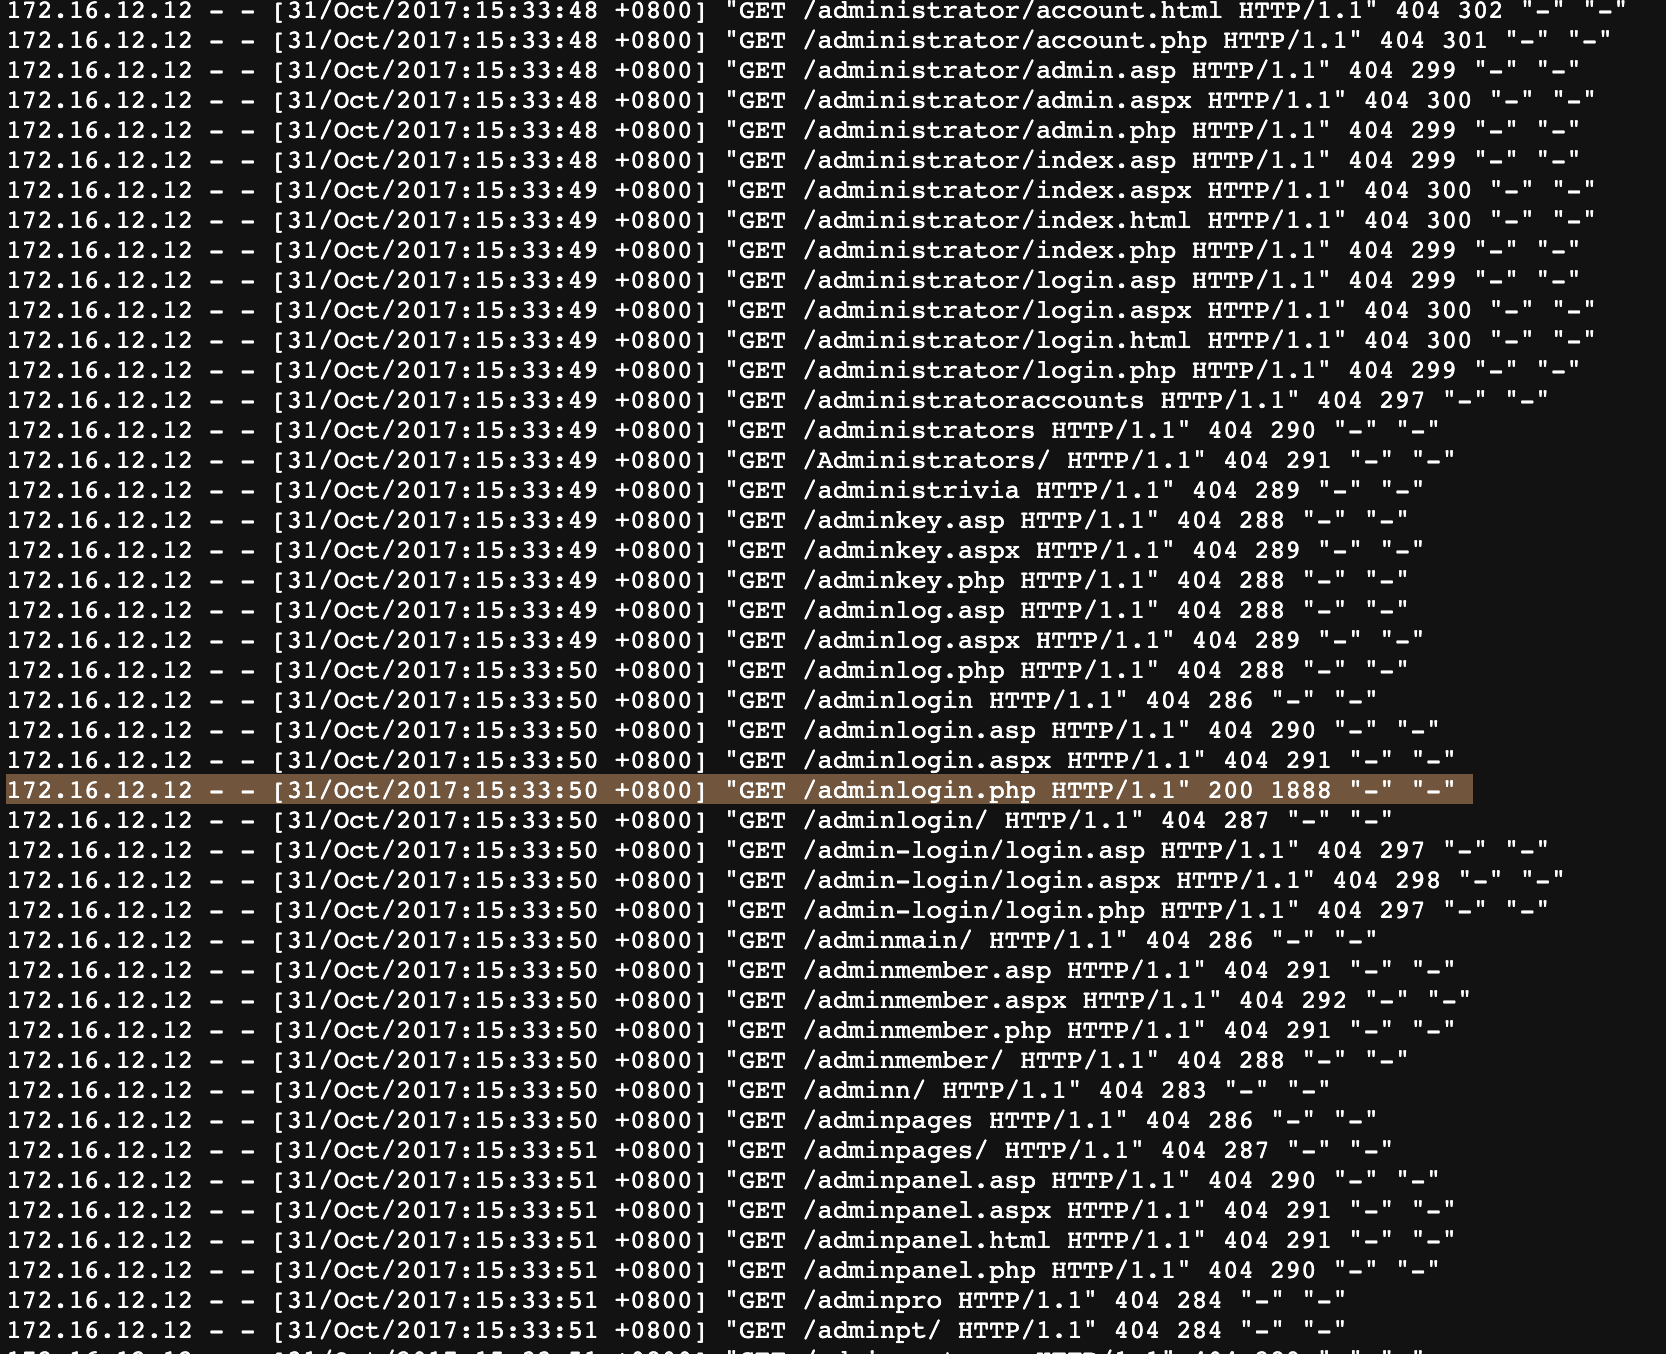 172.16.12.12 - - [31/Oct/2017:15:33:48 +0800] "GET /administrator/account.html HTTP/1.1" 404 302 "-" "-"
172.16.12.12 - - [31/Oct/2017:15:33:48 +0800] "GET /administrator/account.php HTTP/1.1" 404 301 "-" "-"
172.16.12.12 - - [31/Oct/2017:15:33:48 +0800] "GET /administrator/admin.asp HTTP/1.1" 404 299 "-" "-"
172.16.12.12 - - [31/Oct/2017:15:33:48 +0800] "GET /administrator/admin.aspx HTTP/1.1" 404 300 "-" "-"
172.16.12.12 - - [31/Oct/2017:15:33:48 +0800] "GET /administrator/admin.php HTTP/1.1" 404 299 "-" "-"
172.16.12.12 - - [31/Oct/2017:15:33:48 +0800] "GET /administrator/index.asp HTTP/1.1" 404 299 "-" "-"
172.16.12.12 - - [31/Oct/2017:15:33:49 +0800] "GET /administrator/index.aspx HTTP/1.1" 404 300 "-" "-"
172.16.12.12 - - [31/Oct/2017:15:33:49 +0800] "GET /administrator/index.html HTTP/1.1" 404 300 "-" "-"
172.16.12.12 - - [31/Oct/2017:15:33:49 +0800] "GET /administrator/index.php HTTP/1.1" 404 299 "-" "-"
172.16.12.12 - - [31/Oct/2017:15:33:49 +0800] "GET /administrator/login.asp HTTP/1.1" 404 299 "-" "-"
172.16.12.12 - - [31/Oct/2017:15:33:49 +0800] "GET /administrator/login.aspx HTTP/1.1" 404 300 "-" "-"
172.16.12.12 - - [31/Oct/2017:15:33:49 +0800] "GET /administrator/login.html HTTP/1.1" 404 300 "-" "-"
172.16.12.12 - - [31/Oct/2017:15:33:49 +0800] "GET /administrator/login.php HTTP/1.1" 404 299 "-" "-"
172.16.12.12 - - [31/Oct/2017:15:33:49 +0800] "GET /administratoraccounts HTTP/1.1" 404 297 "-" "-"
172.16.12.12 - - [31/Oct/2017:15:33:49 +0800] "GET /administrators HTTP/1.1" 404 290 "-" "-"
172.16.12.12 - - [31/Oct/2017:15:33:49 +0800] "GET /Administrators/ HTTP/1.1" 404 291 "-" "-"
172.16.12.12 - - [31/Oct/2017:15:33:49 +0800] "GET /administrivia HTTP/1.1" 404 289 "-" "-"
172.16.12.12 - - [31/Oct/2017:15:33:49 +0800] "GET /adminkey.asp HTTP/1.1" 404 288 "-" "-"
172.16.12.12 - - [31/Oct/2017:15:33:49 +0800] "GET /adminkey.aspx HTTP/1.1" 404 289 "-" "-"
172.16.12.12 - - [31/Oct/2017:15:33:49 +0800] "GET /adminkey.php HTTP/1.1" 404 288 "-" "-"
172.16.12.12 - - [31/Oct/2017:15:33:49 +0800] "GET /adminlog.asp HTTP/1.1" 404 288 "-" "-"
172.16.12.12 - - [31/Oct/2017:15:33:49 +0800] "GET /adminlog.aspx HTTP/1.1" 404 289 "-" "-"
172.16.12.12 - - [31/Oct/2017:15:33:50 +0800] "GET /adminlog.php HTTP/1.1" 404 288 "-" "-"
172.16.12.12 - - [31/Oct/2017:15:33:50 +0800] "GET /adminlogin HTTP/1.1" 404 286 "-" "-"
172.16.12.12 - - [31/Oct/2017:15:33:50 +0800] "GET /adminlogin.asp HTTP/1.1" 404 290 "-" "-"
172.16.12.12 - - [31/Oct/2017:15:33:50 +0800] "GET /adminlogin.aspx HTTP/1.1" 404 291 "-" "-"
172.16.12.12 - - [31/Oct/2017:15:33:50 +0800] "GET /adminlogin.php HTTP/1.1" 200 1888 "-" "-"
172.16.12.12 - - [31/Oct/2017:15:33:50 +0800] "GET /adminlogin/ HTTP/1.1" 404 287 "-" "-"
172.16.12.12 - - [31/Oct/2017:15:33:50 +0800] "GET /admin-login/login.asp HTTP/1.1" 404 297 "-" "-"
172.16.12.12 - - [31/Oct/2017:15:33:50 +0800] "GET /admin-login/login.aspx HTTP/1.1" 404 298 "-" "-"
172.16.12.12 - - [31/Oct/2017:15:33:50 +0800] "GET /admin-login/login.php HTTP/1.1" 404 297 "-" "-"
172.16.12.12 - - [31/Oct/2017:15:33:50 +0800] "GET /adminmain/ HTTP/1.1" 404 286 "-" "-"
172.16.12.12 - - [31/Oct/2017:15:33:50 +0800] "GET /adminmember.asp HTTP/1.1" 404 291 "-" "-"
172.16.12.12 - - [31/Oct/2017:15:33:50 +0800] "GET /adminmember.aspx HTTP/1.1" 404 292 "-" "-"
172.16.12.12 - - [31/Oct/2017:15:33:50 +0800] "GET /adminmember.php HTTP/1.1" 404 291 "-" "-"
172.16.12.12 - - [31/Oct/2017:15:33:50 +0800] "GET /adminmember/ HTTP/1.1" 404 288 "-" "-"
172.16.12.12 - - [31/Oct/2017:15:33:50 +0800] "GET /adminn/ HTTP/1.1" 404 283 "-" "-"
172.16.12.12 - - [31/Oct/2017:15:33:50 +0800] "GET /adminpages HTTP/1.1" 404 286 "-" "-"
172.16.12.12 - - [31/Oct/2017:15:33:51 +0800] "GET /adminpages/ HTTP/1.1" 404 287 "-" "-"
172.16.12.12 - - [31/Oct/2017:15:33:51 +0800] "GET /adminpanel.asp HTTP/1.1" 404 290 "-" "-"
172.16.12.12 - - [31/Oct/2017:15:33:51 +0800] "GET /adminpanel.aspx HTTP/1.1" 404 291 "-" "-"
172.16.12.12 - - [31/Oct/2017:15:33:51 +0800] "GET /adminpanel.html HTTP/1.1" 404 291 "-" "-"
172.16.12.12 - - [31/Oct/2017:15:33:51 +0800] "GET /adminpanel.php HTTP/1.1" 404 290 "-" "-"
172.16.12.12 - - [31/Oct/2017:15:33:51 +0800] "GET /adminpro HTTP/1.1" 404 284 "-" "-"
172.16.12.12 - - [31/Oct/2017:15:33:51 +0800] "GET /adminpt/ HTTP/1.1" 404 284 "-" "-"